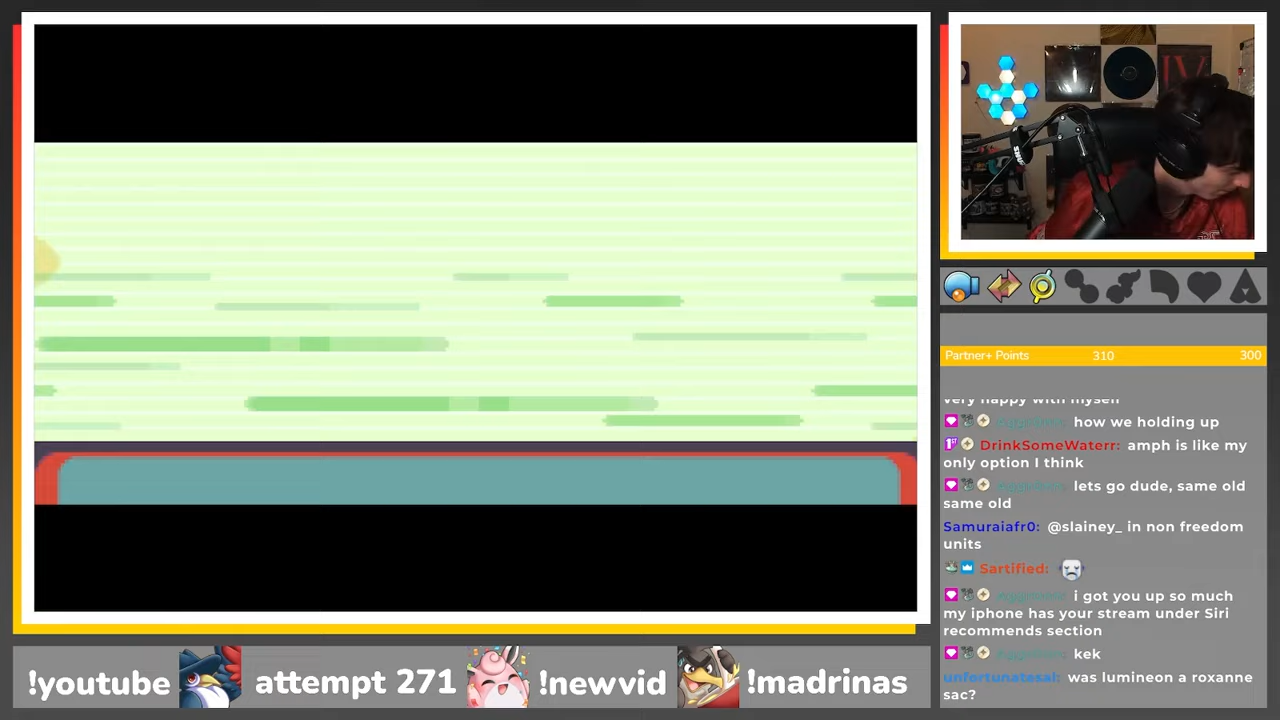 IV
SHS
Partner+ Points 310 300
very happy with myself
how we holding up
DrinkSomeWaterr: amph is like my
only option I think
lets go dude, same old
same old
Samuraiafr0: @slainey_ in non freedom
units
Sartified:
i got you up so much
my iphone has your stream under Siri
recommends section
kek
unfortunatesal: was lumineon a roxanne
sac?
!youtube attempt 271 !newvid !madrinas